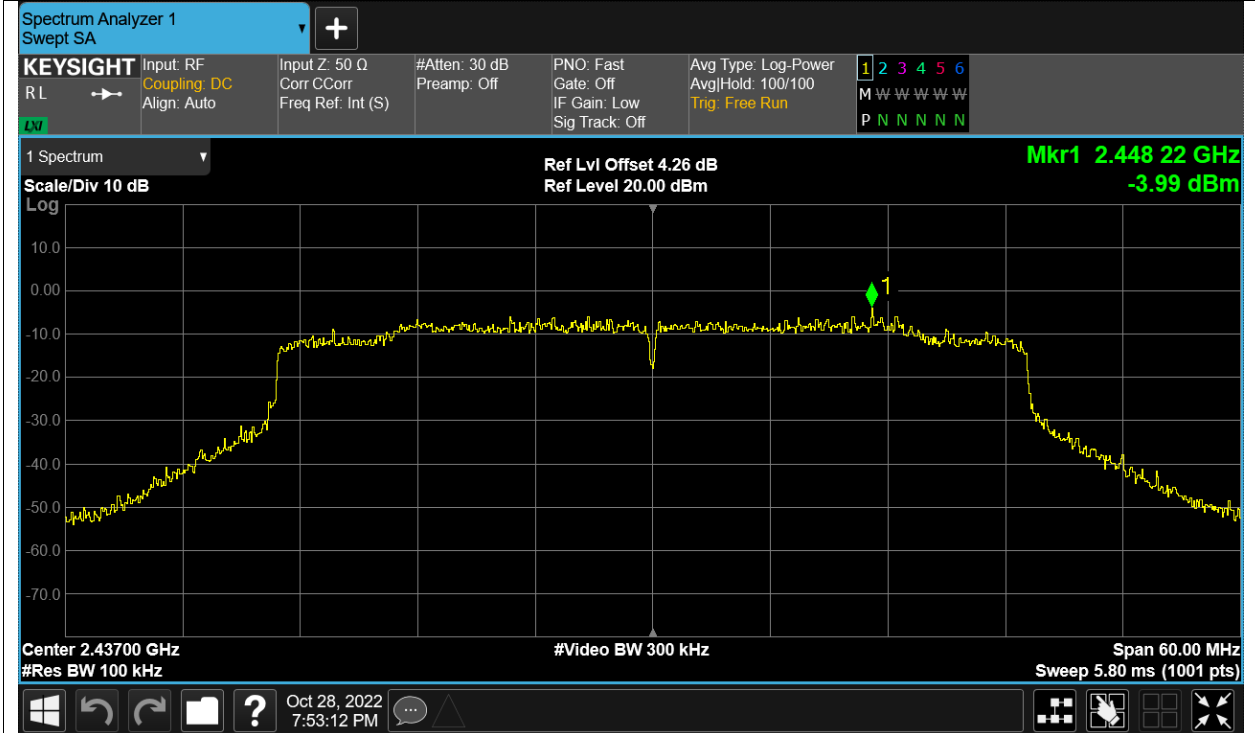 Spectrum Analyzer 1
Swept SA
+
KEYSIGHT
R L
LXI
Input: RF
Coupling: DC
Align: Auto
Input Z: 50 Ω
Corr CCorr
Freq Ref: Int (S)
#Atten: 30 dB
Preamp: Off
PNO: Fast
Gate: Off
IF Gain: Low
Sig Track: Off
Avg Type: Log-Power
Avg|Hold: 100/100
Trig: Free Run
1 2 3 4 5 6
M W W W W W
P N N N N N
1 Spectrum
Scale/Div 10 dB
Ref Lvl Offset 4.26 dB
Ref Level 20.00 dBm
Mkr1 2.448 22 GHz
-3.99 dBm
Log
10.0
0.00
-10.0
-20.0
-30.0
-40.0
-50.0
-60.0
-70.0
1
Center 2.43700 GHz
#Res BW 100 kHz
#Video BW 300 kHz
Span 60.00 MHz
Sweep 5.80 ms (1001 pts)
?
Oct 28, 2022
7:53:12 PM